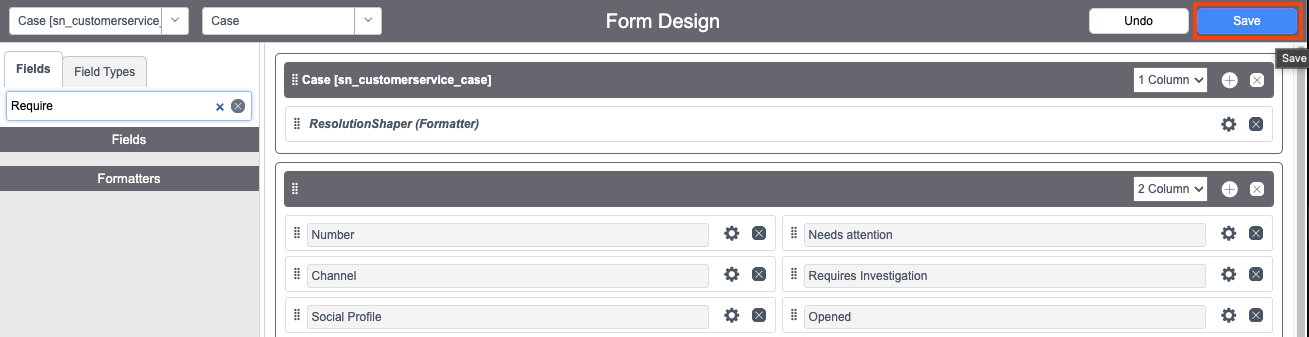 Case [sn_customerservice_
Case
Form Design
Undo
Save
Save
Fields
Field Types
Require
Fields
Formatters
Case [sn_customerservice_case]
1 Column
ResolutionShaper (Formatter)
2 Column
Number
Needs attention
Channel
Requires Investigation
Social Profile
Opened